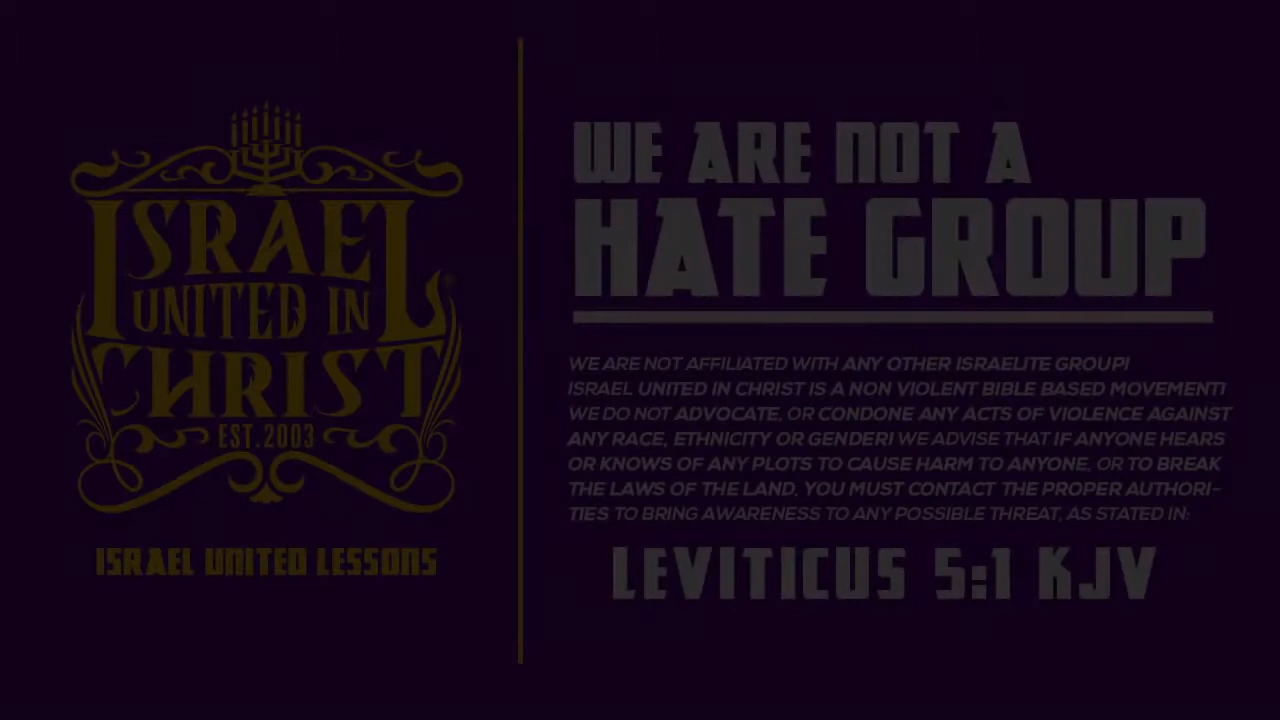 ISRAEL
UNITED IN
CHRIST
EST.2003
ISRAEL UNITED LESSONS
WE ARE NOT A
HATE GROUP
WE ARE NOT AFFILIATED WITH ANY OTHER ISRAELITE GROUP!
ISRAEL UNITED IN CHRIST IS A NON VIOLENT BIBLE BASED MOVEMENT!
WE DO NOT ADVOCATE, OR CONDONE ANY ACTS OF VIOLENCE AGAINST
ANY RACE, ETHNICITY OR GENDER! WE ADVISE THAT IF ANYONE HEARS
OR KNOWS OF ANY PLOTS TO CAUSE HARM TO ANYONE, OR TO BREAK
THE LAWS OF THE LAND, YOU MUST CONTACT THE PROPER AUTHORI-
TIES TO BRING AWARENESS TO ANY POSSIBLE THREAT, AS STATED IN:
LEVITICUS 5:1 KJV